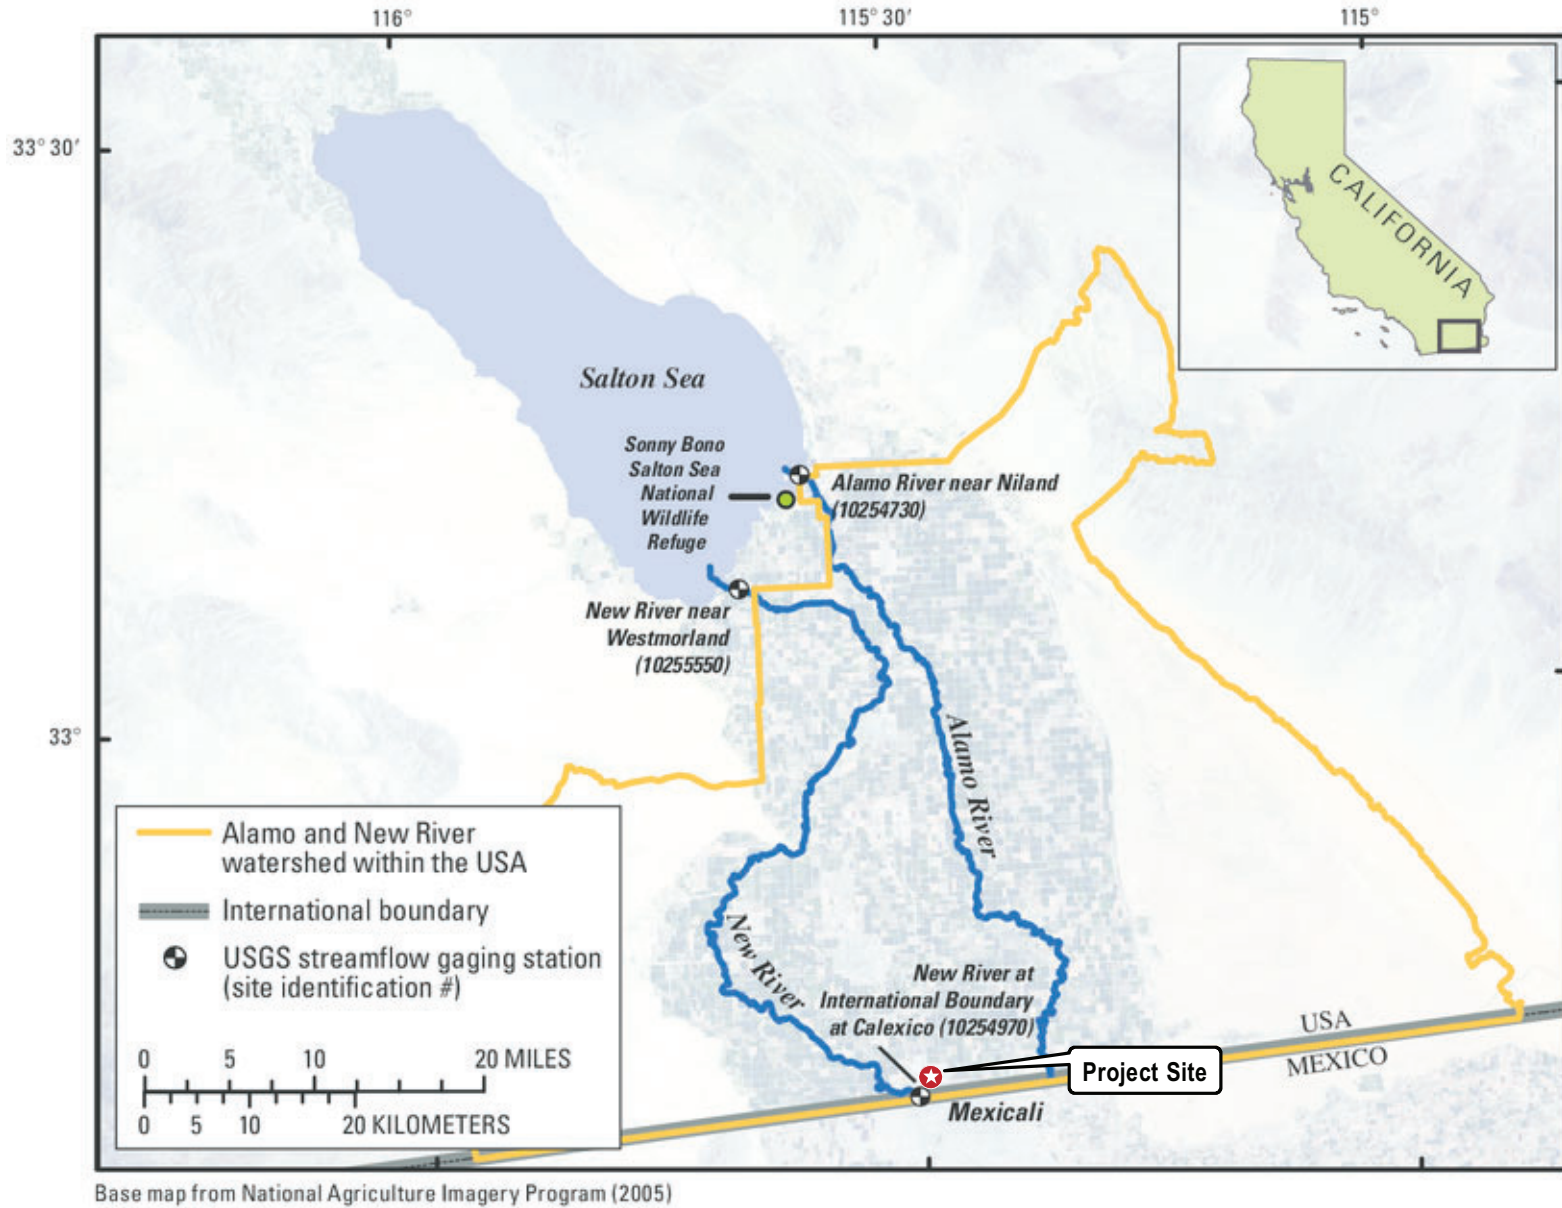 116°
115° 30'
115°
33° 30'
33°
CALIFORNIA
Salton Sea
Sonny Bono
Salton Sea
National
Wildlife
Refuge
Alamo River near Niland
(10254730)
New River near
Westmorland
(10255550)
Alamo River
New River
New River at
International Boundary
at Calexico (10254970)
Project Site
Mexicali
USA
MEXICO
Alamo and New River
watershed within the USA
International boundary
USGS streamflow gaging station
(site identification #)
0 5 10 20 MILES
0 5 10 20 KILOMETERS
Base map from National Agriculture Imagery Program (2005)